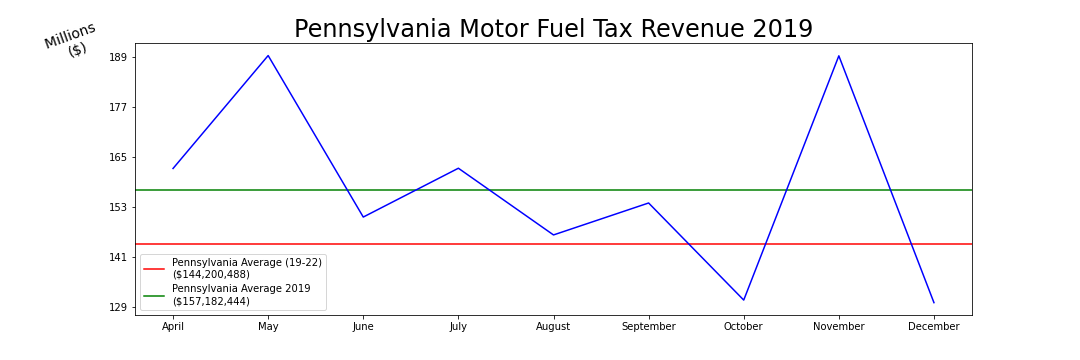 Pennsylvania Motor Fuel Tax Revenue 2019
Millions
($)
189
177
165
153
141
129
Pennsylvania Average (19-22)
($144,200,488)
Pennsylvania Average 2019
($157,182,444)
April May June July August September October November December